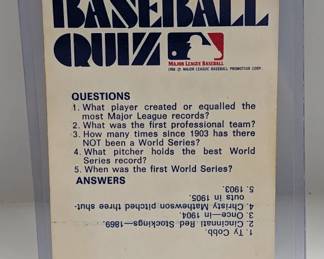 BASEBALL
QUIZ
MAJOR LEAGUE BASEBALL
© MAJOR LEAGUE BASEBALL PROMOTION CORP.
QUESTIONS
1. What player created or equalled the
most Major League records?
2. What was the first professional team?
3. How many times since 1903 has there
NOT been a World Series?
4. What pitcher holds the best World
Series record?
5. When was the first World Series?
ANSWERS
1. Ty Cobb
2. Cincinnati Red Stockings—1869.
3. Once—in 1904.
4. Christy Mathewson pitched three shut-
outs in 1905.
5. 1903.